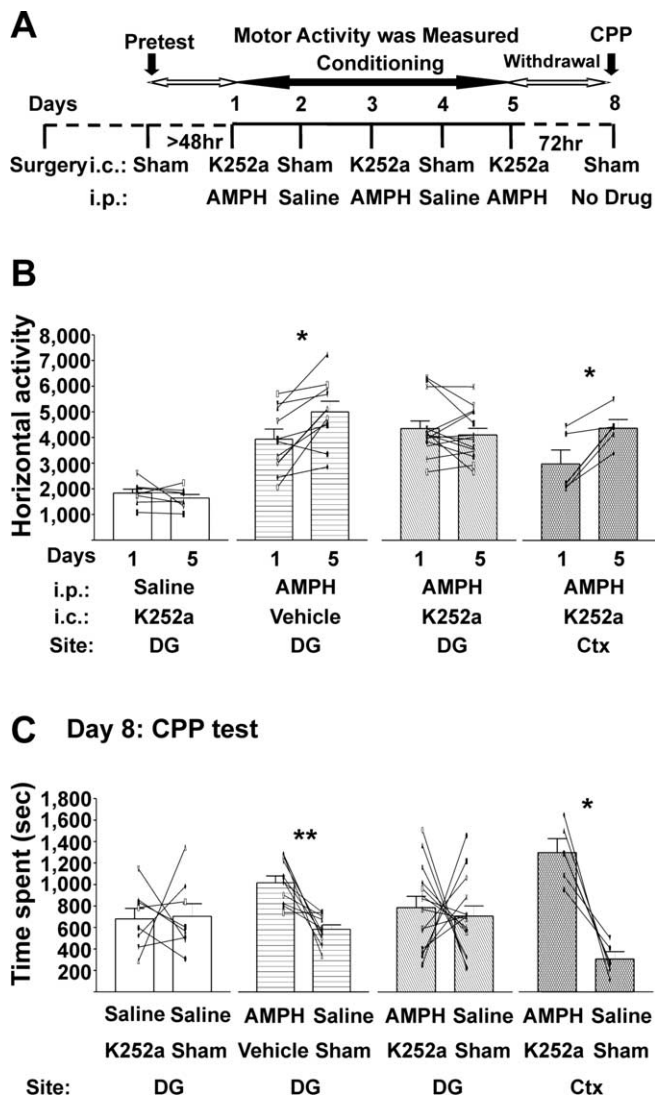 A
Pretest
Motor Activity was Measured
Conditioning
Withdrawal
CPP
Days 1 2 3 4 5 8
>48hr 72hr
Surgery i.c.: Sham K252a Sham K252a Sham K252a Sham
i.p.: AMPH Saline AMPH Saline AMPH No Drug
B
Horizontal activity
8,000
7,000
6,000
5,000
4,000
3,000
2,000
1,000
* *
Days 1 5 1 5 1 5 1 5
i.p.: Saline AMPH AMPH AMPH
i.c.: K252a Vehicle K252a K252a
Site: DG DG DG Ctx
C Day 8: CPP test
Time spent (sec)
1,800
1,600
1,400
1,200
1,000
800
600
400
200
** *
Saline Saline AMPH Saline AMPH Saline AMPH Saline
K252a Sham Vehicle Sham K252a Sham K252a Sham
Site: DG DG DG Ctx